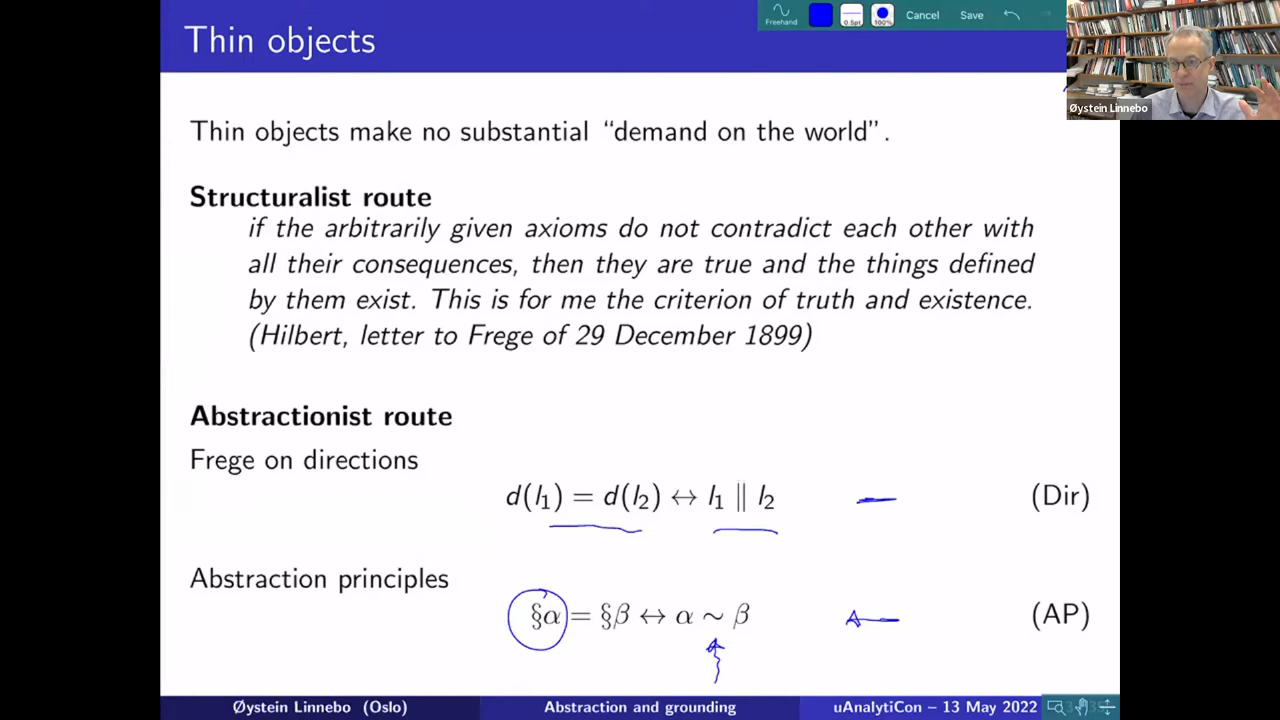 Thin objects
Freehand
0.5pt
100%
Cancel
Save
Øystein Linnebo
Thin objects make no substantial “demand on the world”.
Structuralist route
if the arbitrarily given axioms do not contradict each other with
all their consequences, then they are true and the things defined
by them exist. This is for me the criterion of truth and existence.
(Hilbert, letter to Frege of 29 December 1899)
Abstractionist route
Frege on directions
d(l₁) = d(l₂) ↔ l₁ ∥ l₂ (Dir)
Abstraction principles
§α = §β ↔ α ∼ β (AP)
Øystein Linnebo (Oslo) Abstraction and grounding uAnalytiCon – 13 May 2022